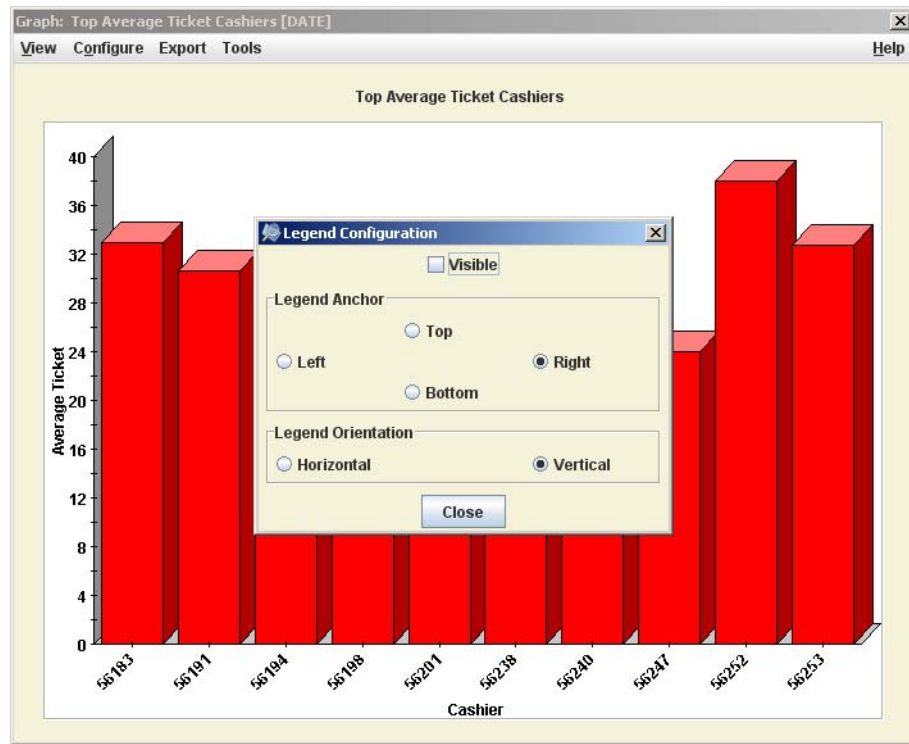 Graph: Top Average Ticket Cashiers [DATE]
View Configure Export Tools Help
Top Average Ticket Cashiers
40
36
32
28
24
20
16
12
8
4
0
Average Ticket
Legend Configuration
Visible
Legend Anchor
Top
Left Right
Bottom
Legend Orientation
Horizontal Vertical
Close
56183 56191 56194 56198 56201 56238 56240 56247 56252 56253
Cashier